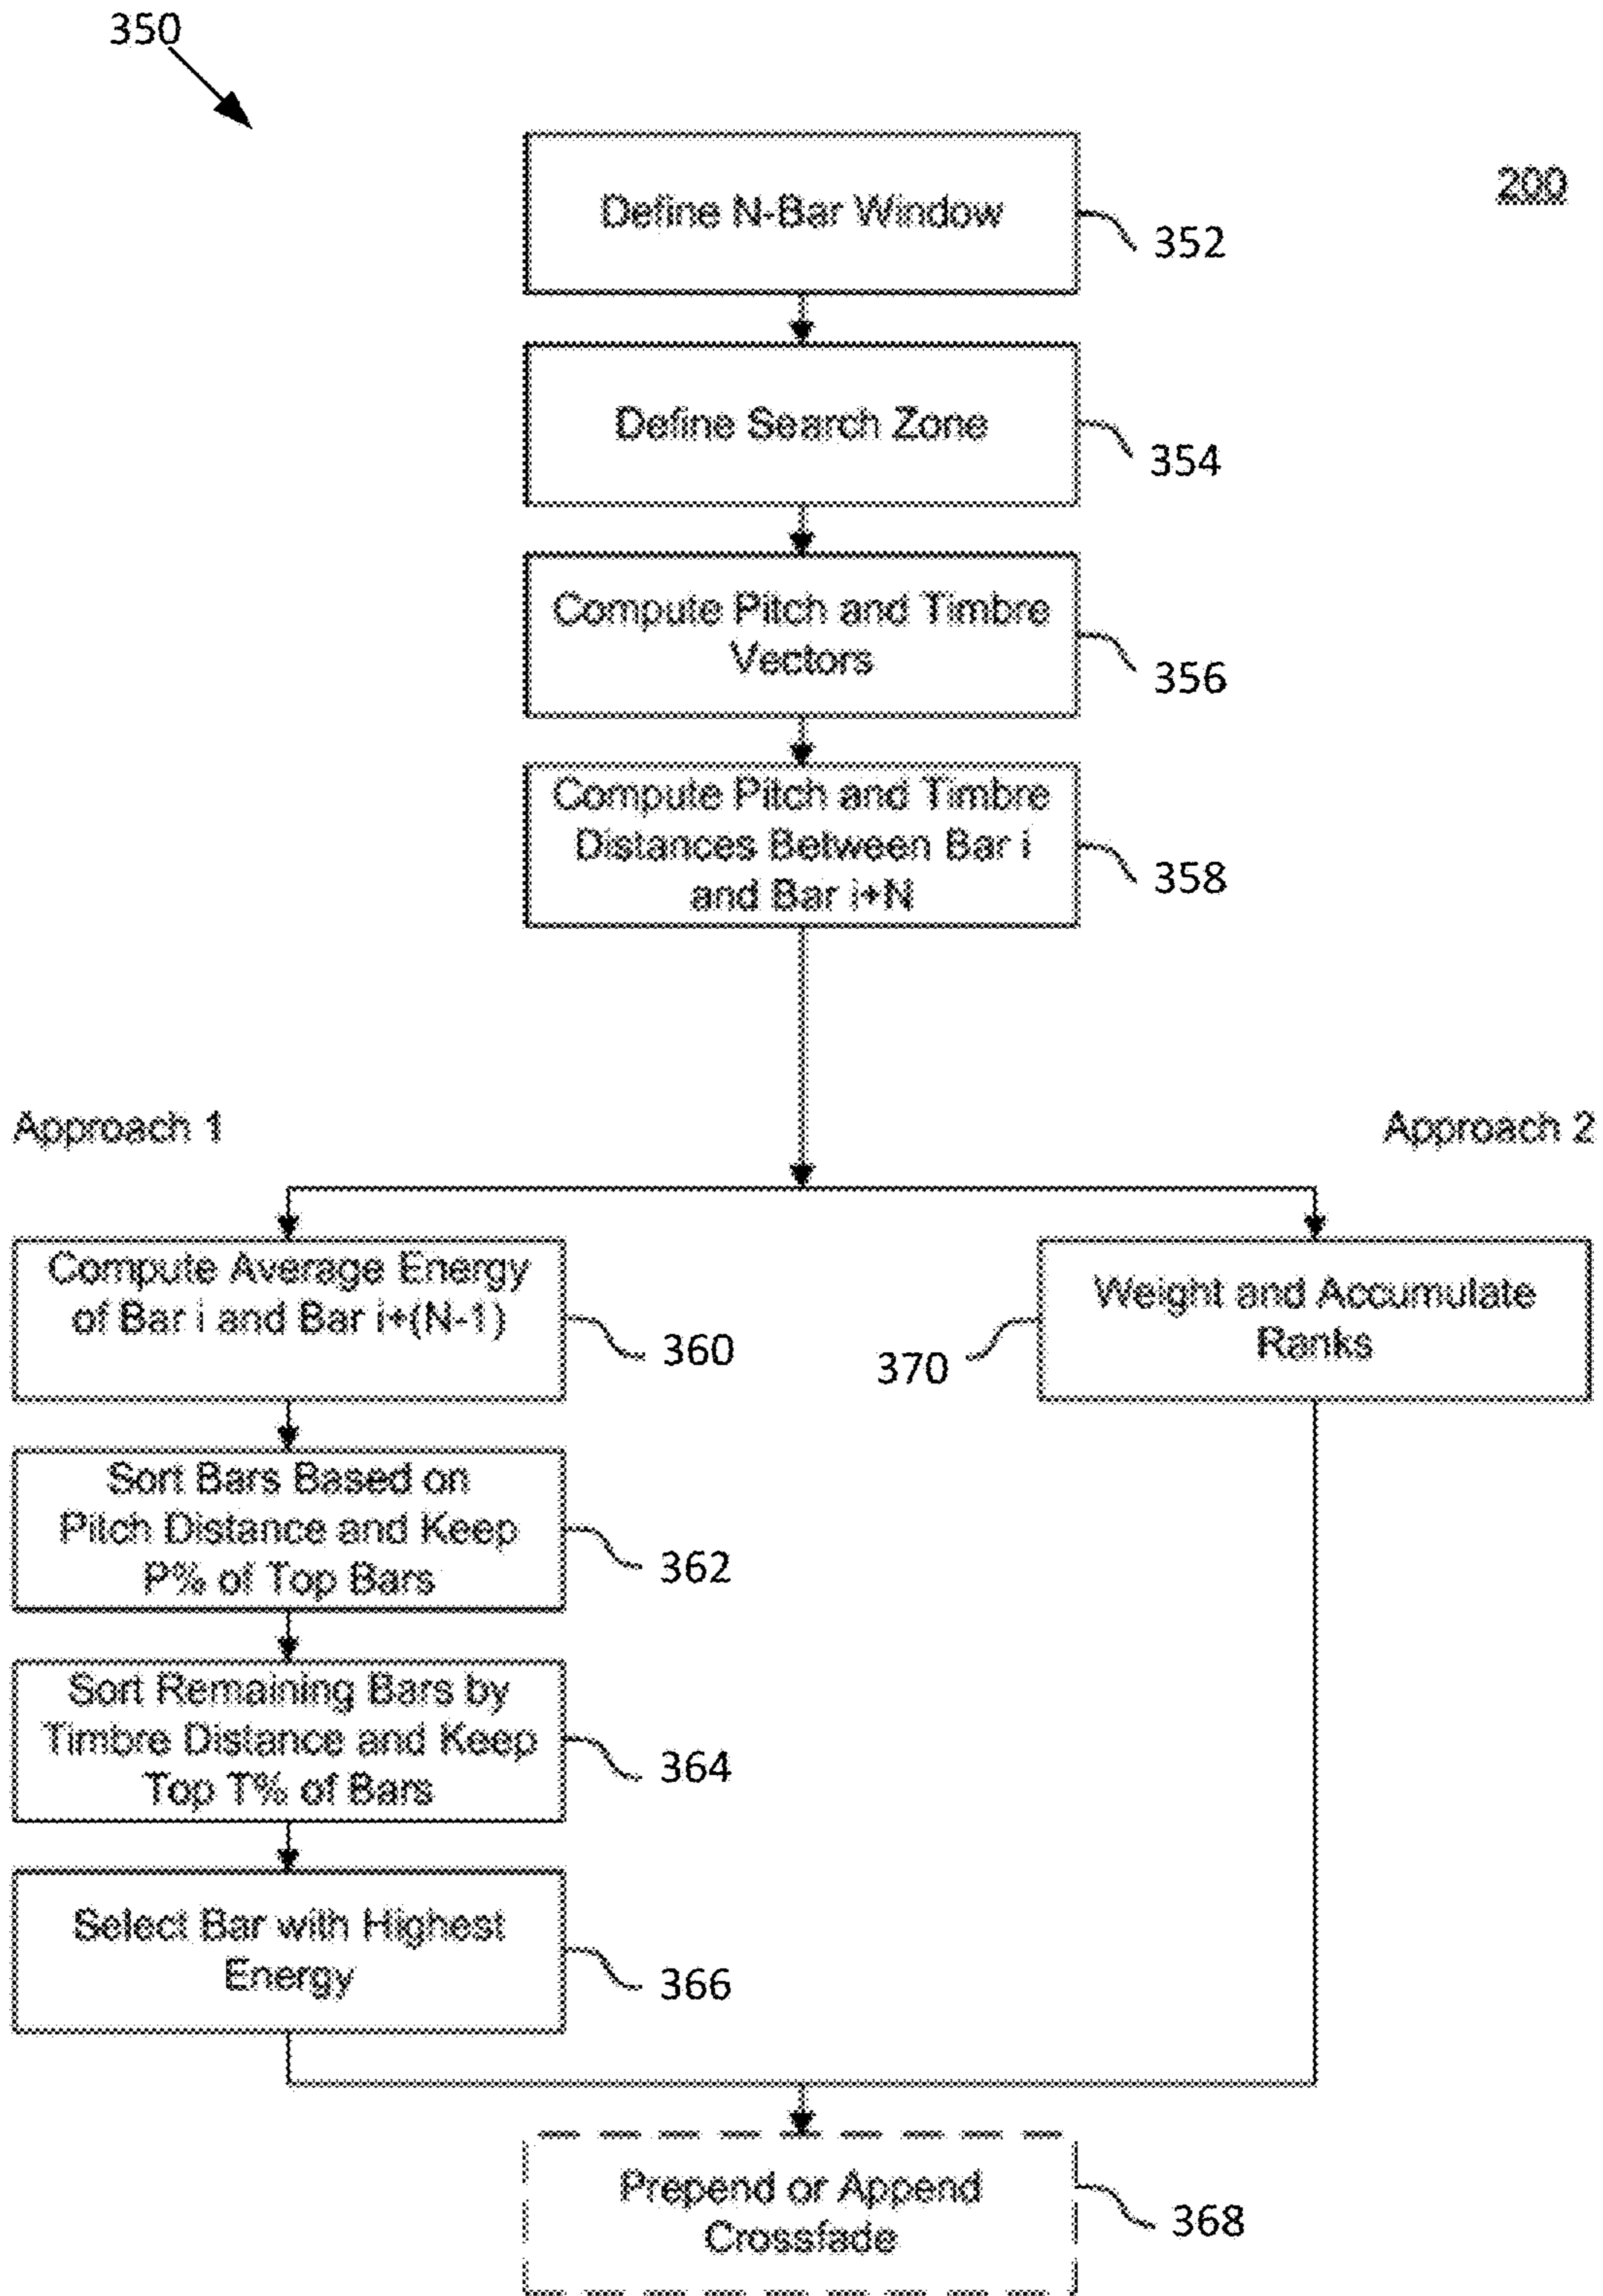 350
200
Define N-Bar Window
352
Define Search Zone
354
Compute Pitch and Timbre
Vectors
356
Compute Pitch and Timbre
Distances Between Bar i
and Bar i+N
358
Approach 1
Approach 2
Compute Average Energy
of Bar i and Bar i+(N-1)
360
370
Weight and Accumulate
Ranks
Sort Bars Based on
Pitch Distance and Keep
P% of Top Bars
362
Sort Remaining Bars by
Timbre Distance and Keep
Top T% of Bars
364
Select Bar with Highest
Energy
366
Prepend or Append
Crossfade
368